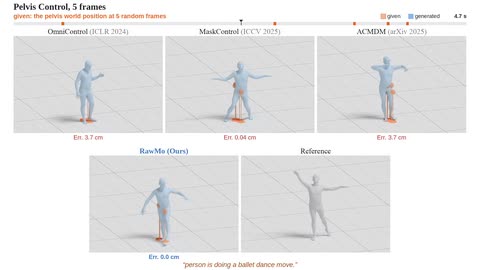 Pelvis Control, 5 frames
given: the pelvis world position at 5 random frames
given generated 4.7 s
OmniControl (ICLR 2024) MaskControl (ICCV 2025) ACMDM (arXiv 2025)
Err. 3.7 cm Err. 0.04 cm Err. 3.7 cm
RawMo (Ours) Reference
Err. 0.0 cm
"person is doing a ballet dance move."